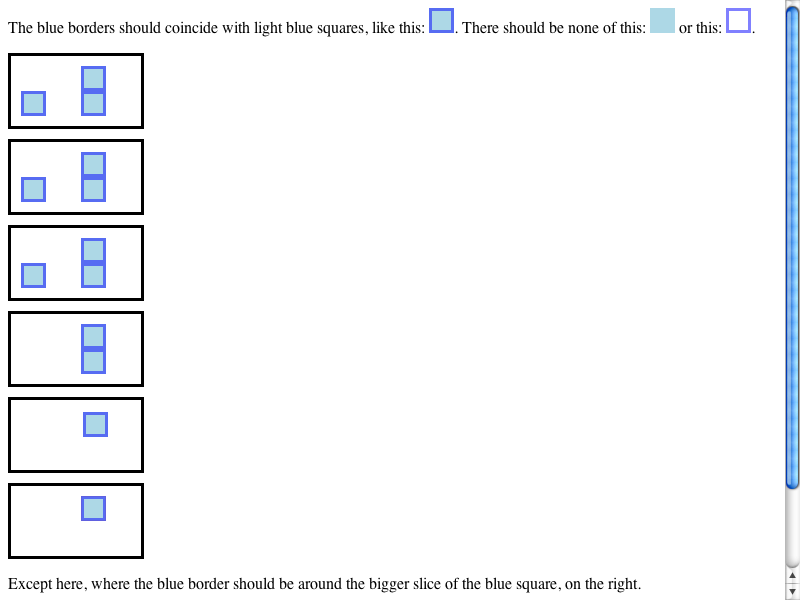 The blue borders should coincide with light blue squares, like this: . There should be none of this: or this: .
Except here, where the blue border should be around the bigger slice of the blue square, on the right.